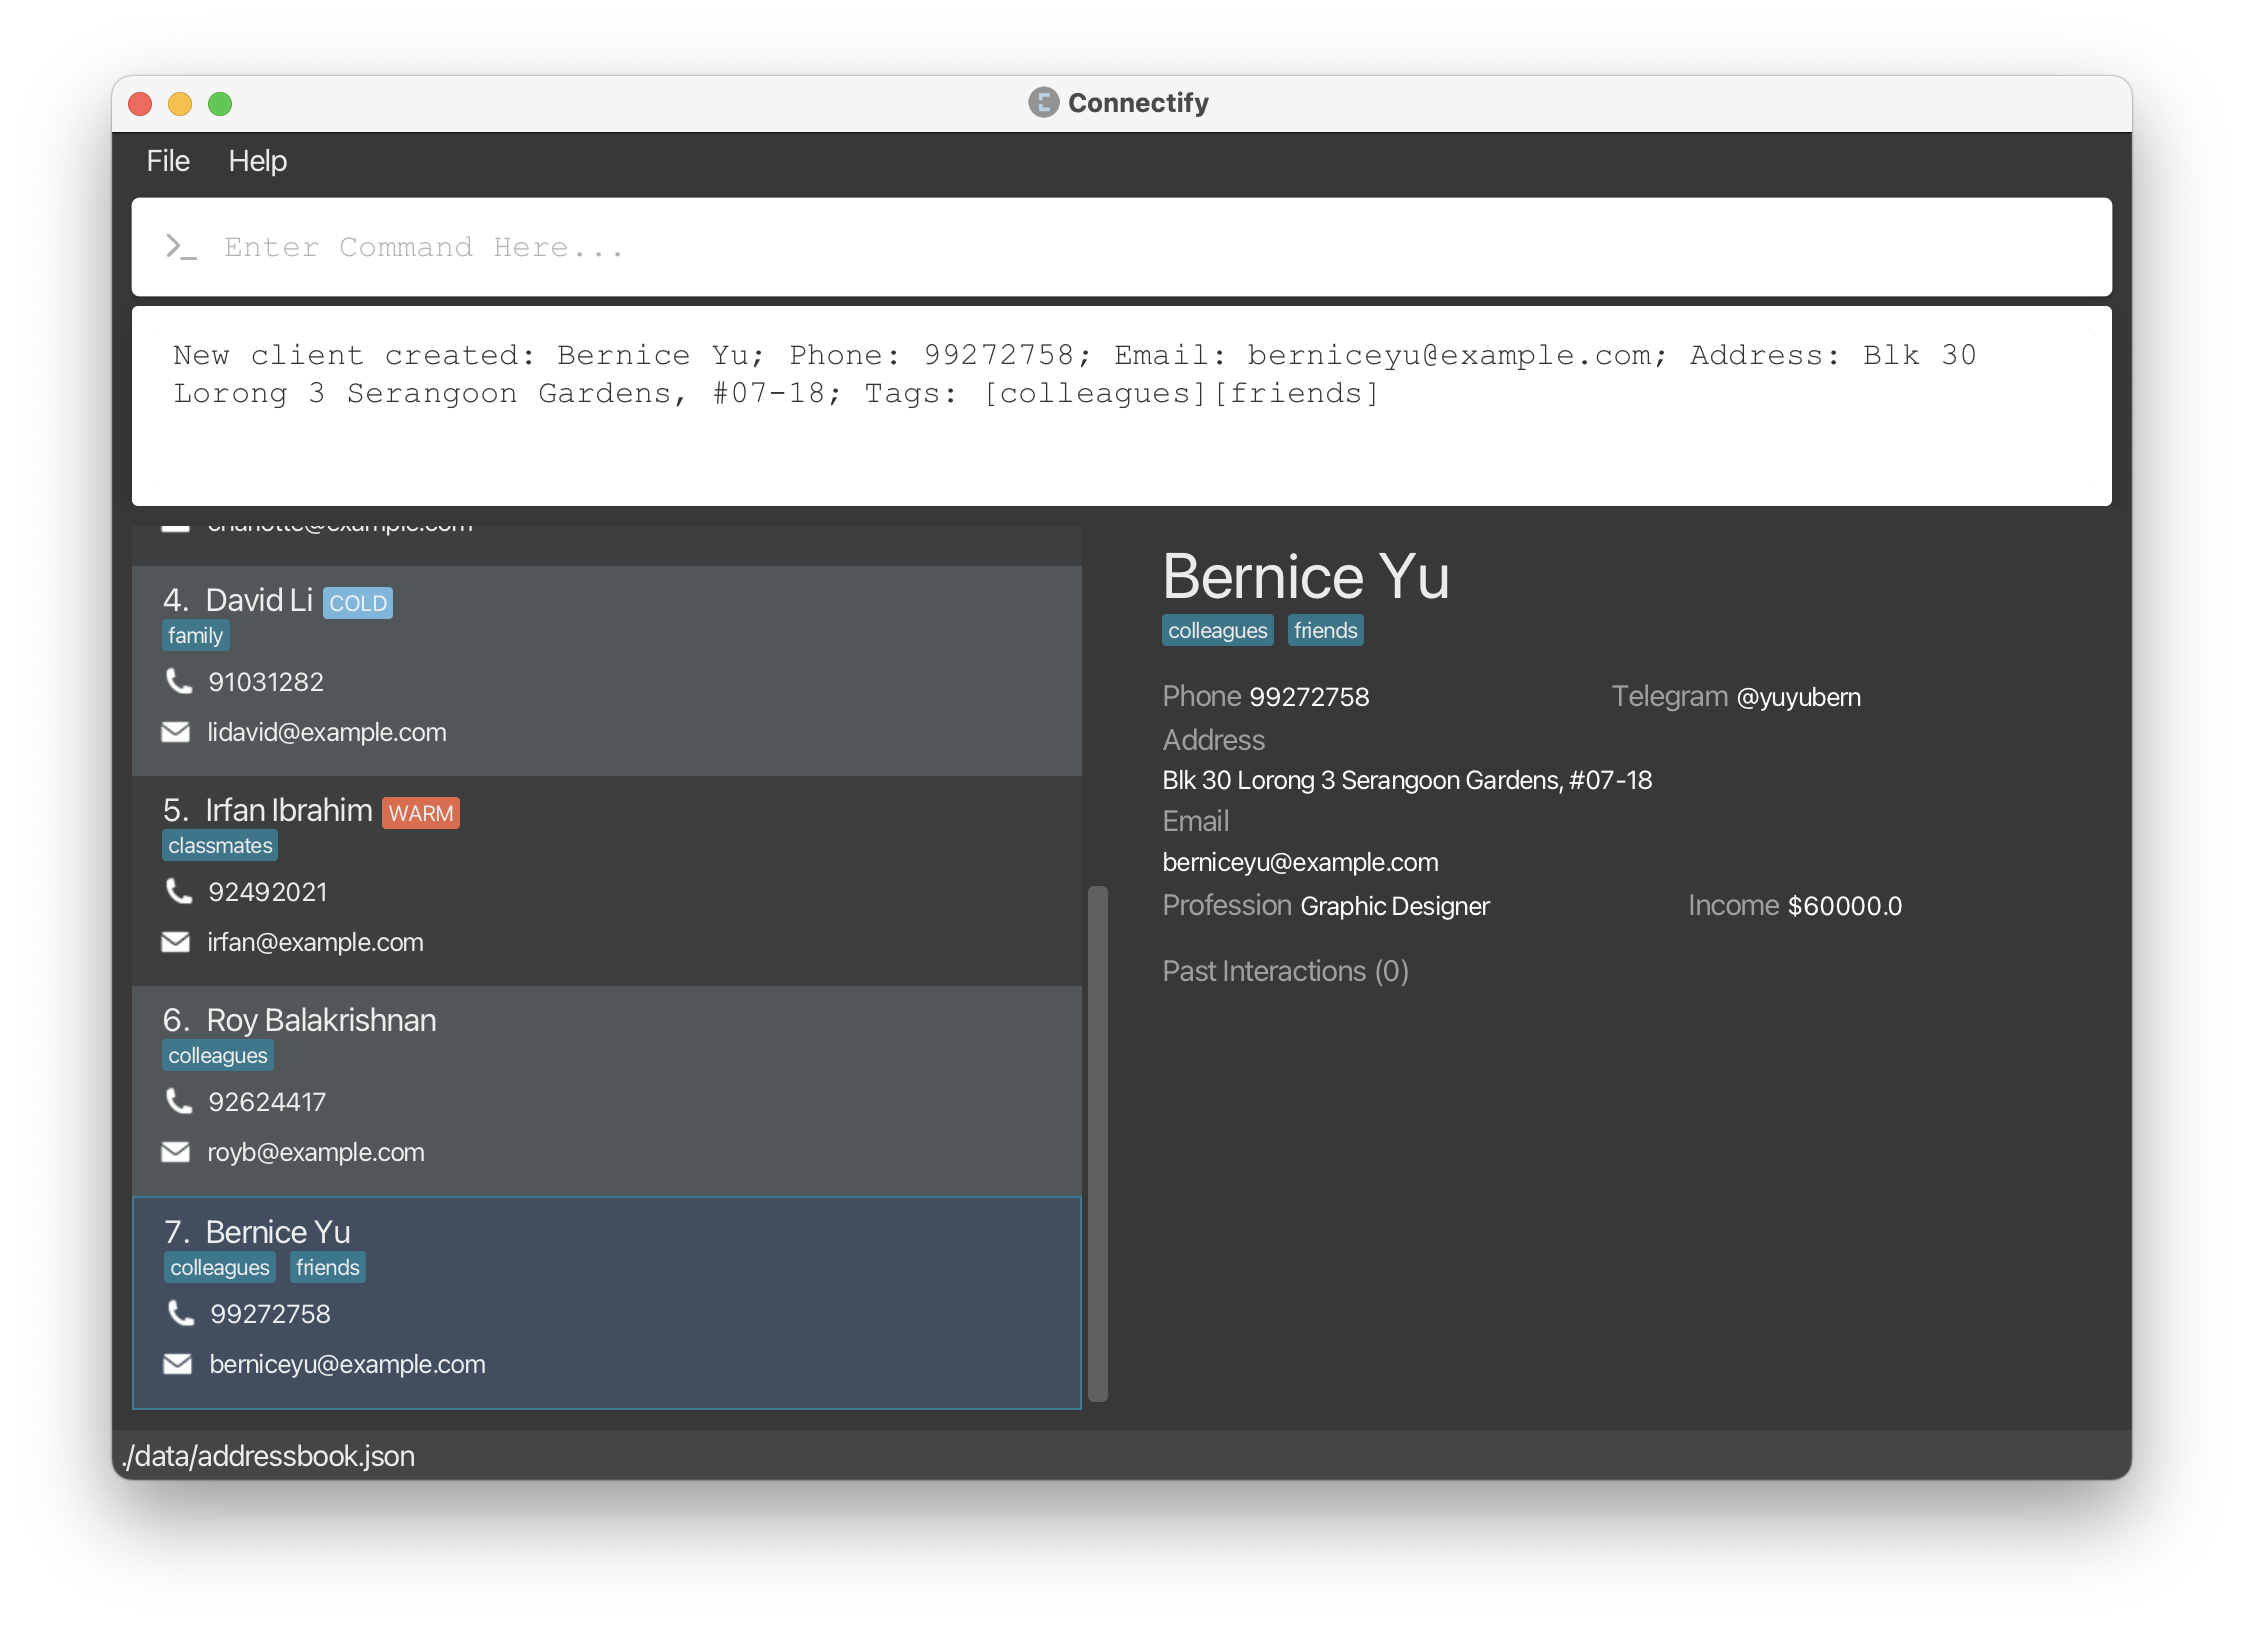 Connectify
File Help
>_ Enter Command Here...
New client created: Bernice Yu; Phone: 99272758; Email: berniceyu@example.com; Address: Blk 30
Lorong 3 Serangoon Gardens, #07-18; Tags: [colleagues][friends]
charlotte@example.com
4. David Li COLD
family
91031282
lidavid@example.com
5. Irfan Ibrahim WARM
classmates
92492021
irfan@example.com
6. Roy Balakrishnan
colleagues
92624417
royb@example.com
7. Bernice Yu
colleagues friends
99272758
berniceyu@example.com
Bernice Yu
colleagues friends
Phone 99272758 Telegram @yuyubern
Address
Blk 30 Lorong 3 Serangoon Gardens, #07-18
Email
berniceyu@example.com
Profession Graphic Designer Income $60000.0
Past Interactions (0)
./data/addressbook.json